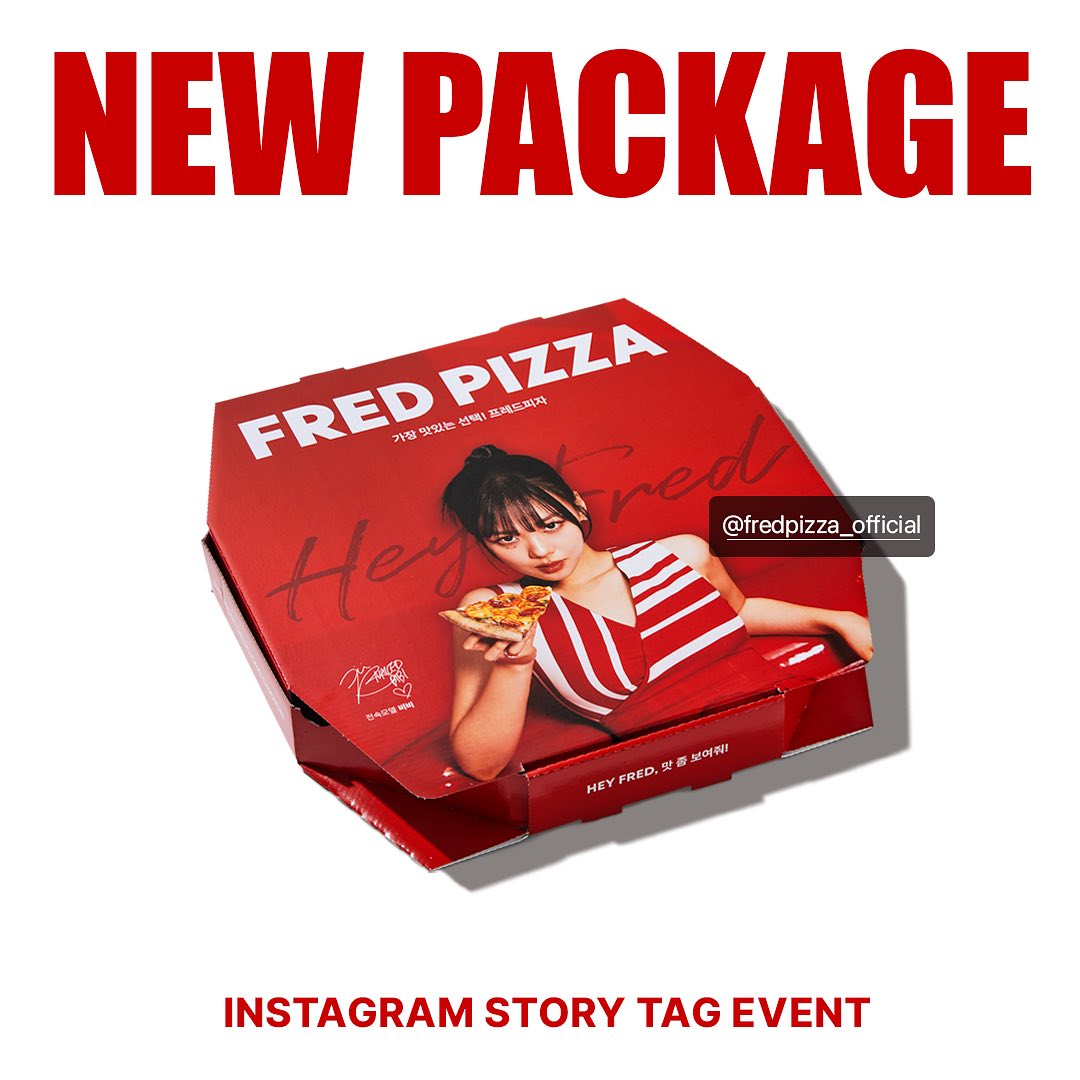 NEW PACKAGE
FRED PIZZA
가장 맛있는 선택! 프레드피자
Hey Fred
@fredpizza_official
전속모델 비비
HEY FRED, 맛 좀 보여줘!
INSTAGRAM STORY TAG EVENT